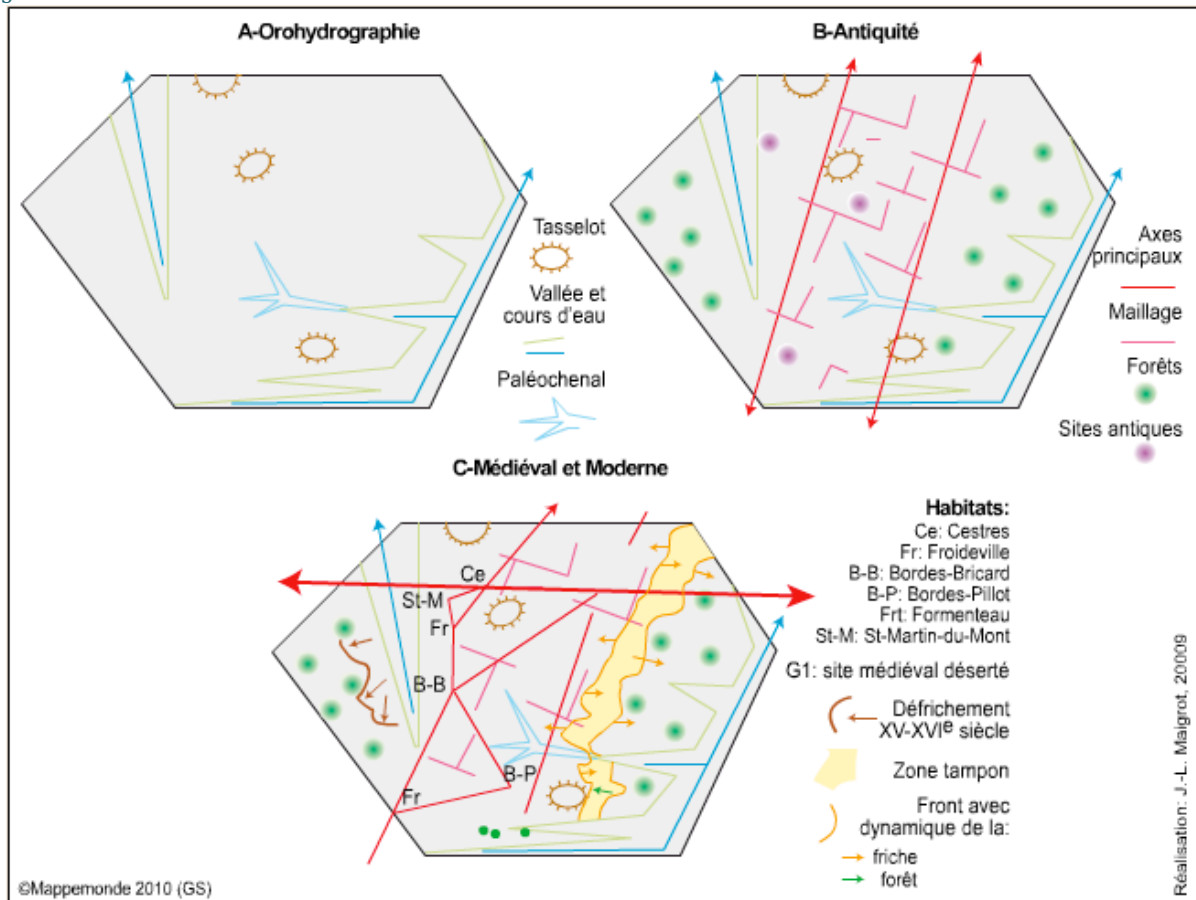 A-Orohydrographie
Tasselot
Vallée et
cours d'eau
Paléochenal
B-Antiquité
Axes
principaux
Maillage
Forêts
Sites antiques
C-Médiéval et Moderne
Ce
St-M
Fr
B-B
B-P
Fr
Habitats:
Ce: Cestres
Fr: Froideville
B-B: Bordes-Bricard
B-P: Bordes-Pillot
Frt: Formenteau
St-M: St-Martin-du-Mont
G1: site médiéval déserté
Défrichement
XV-XVIe siècle
Zone tampon
Front avec
dynamique de la:
friche
forêt
©Mappemonde 2010 (GS)
Réalisation: J.-L. Maigrot, 20009